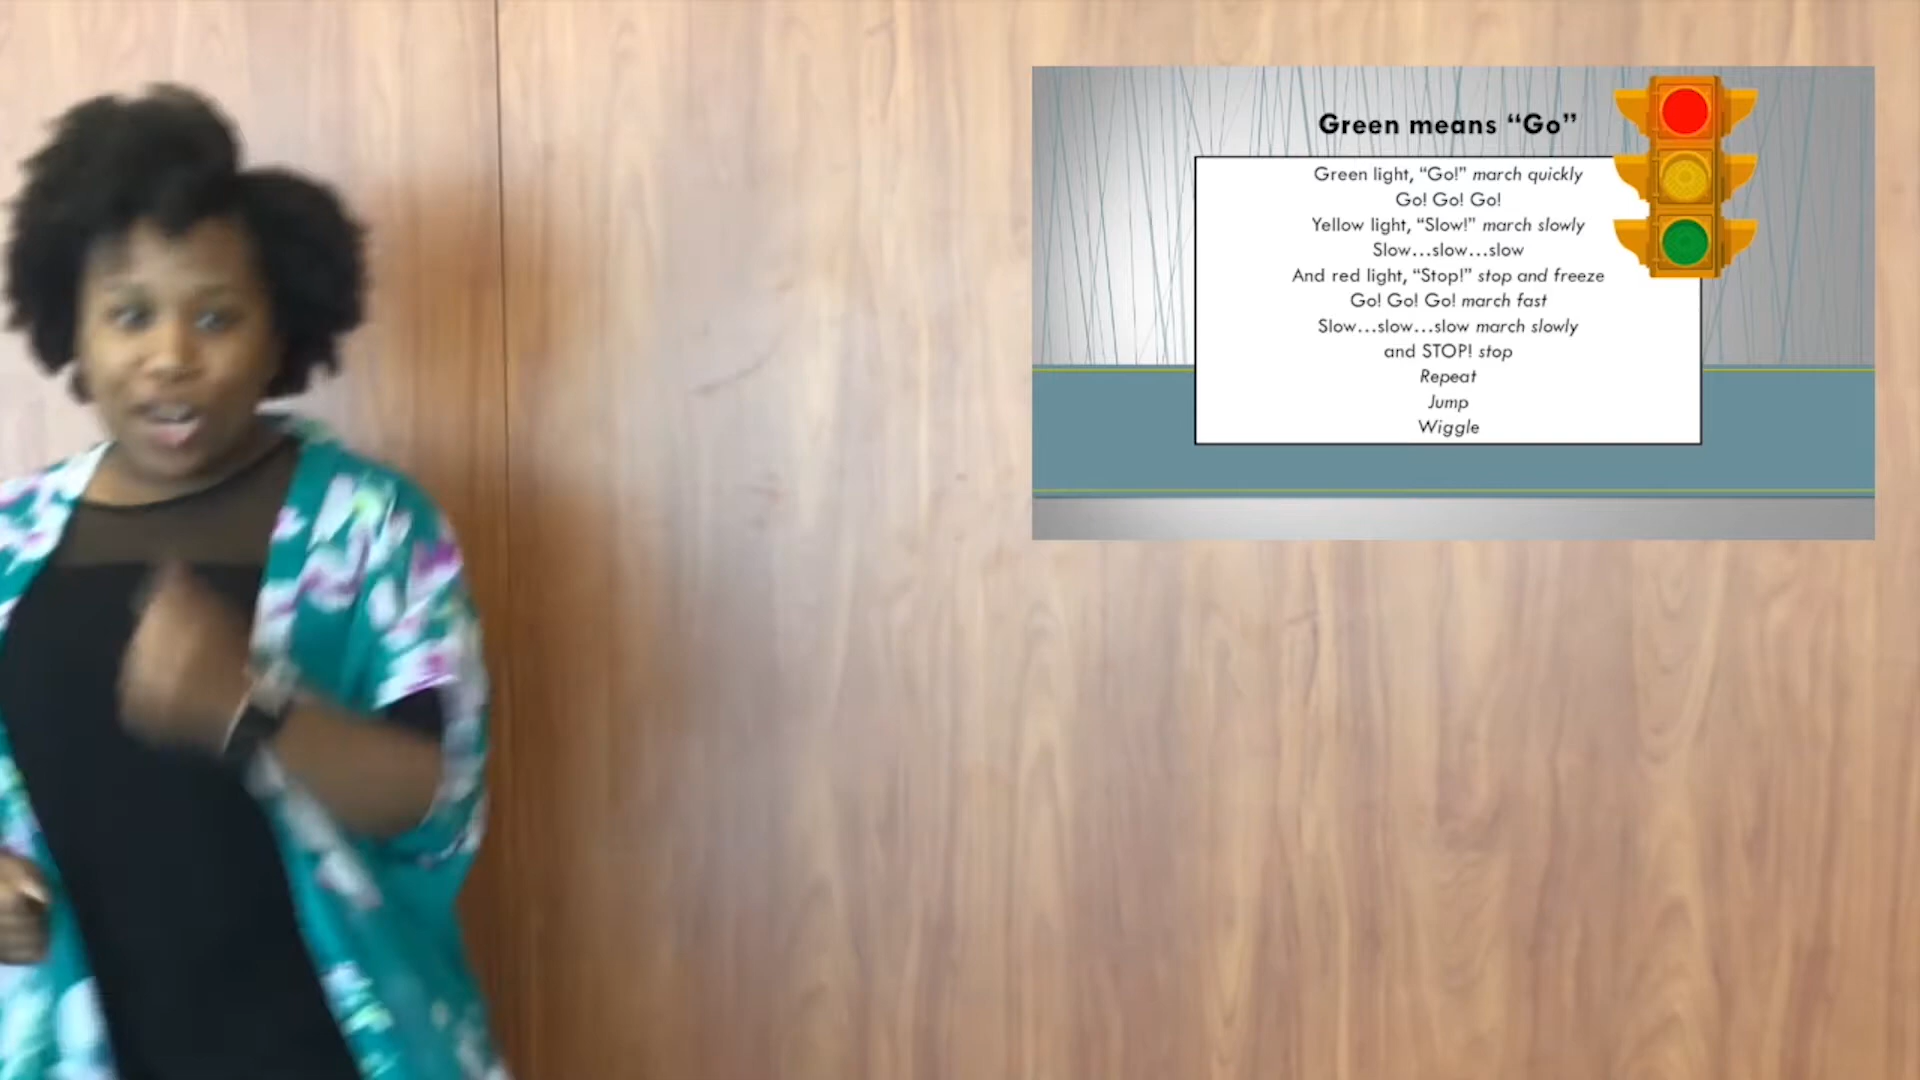 Green means “Go”
Green light, “Go!” march quickly
Go! Go! Go!
Yellow light, “Slow!” march slowly
Slow…slow…slow
And red light, “Stop!” stop and freeze
Go! Go! Go! march fast
Slow…slow…slow march slowly
and STOP! stop
Repeat
Jump
Wiggle